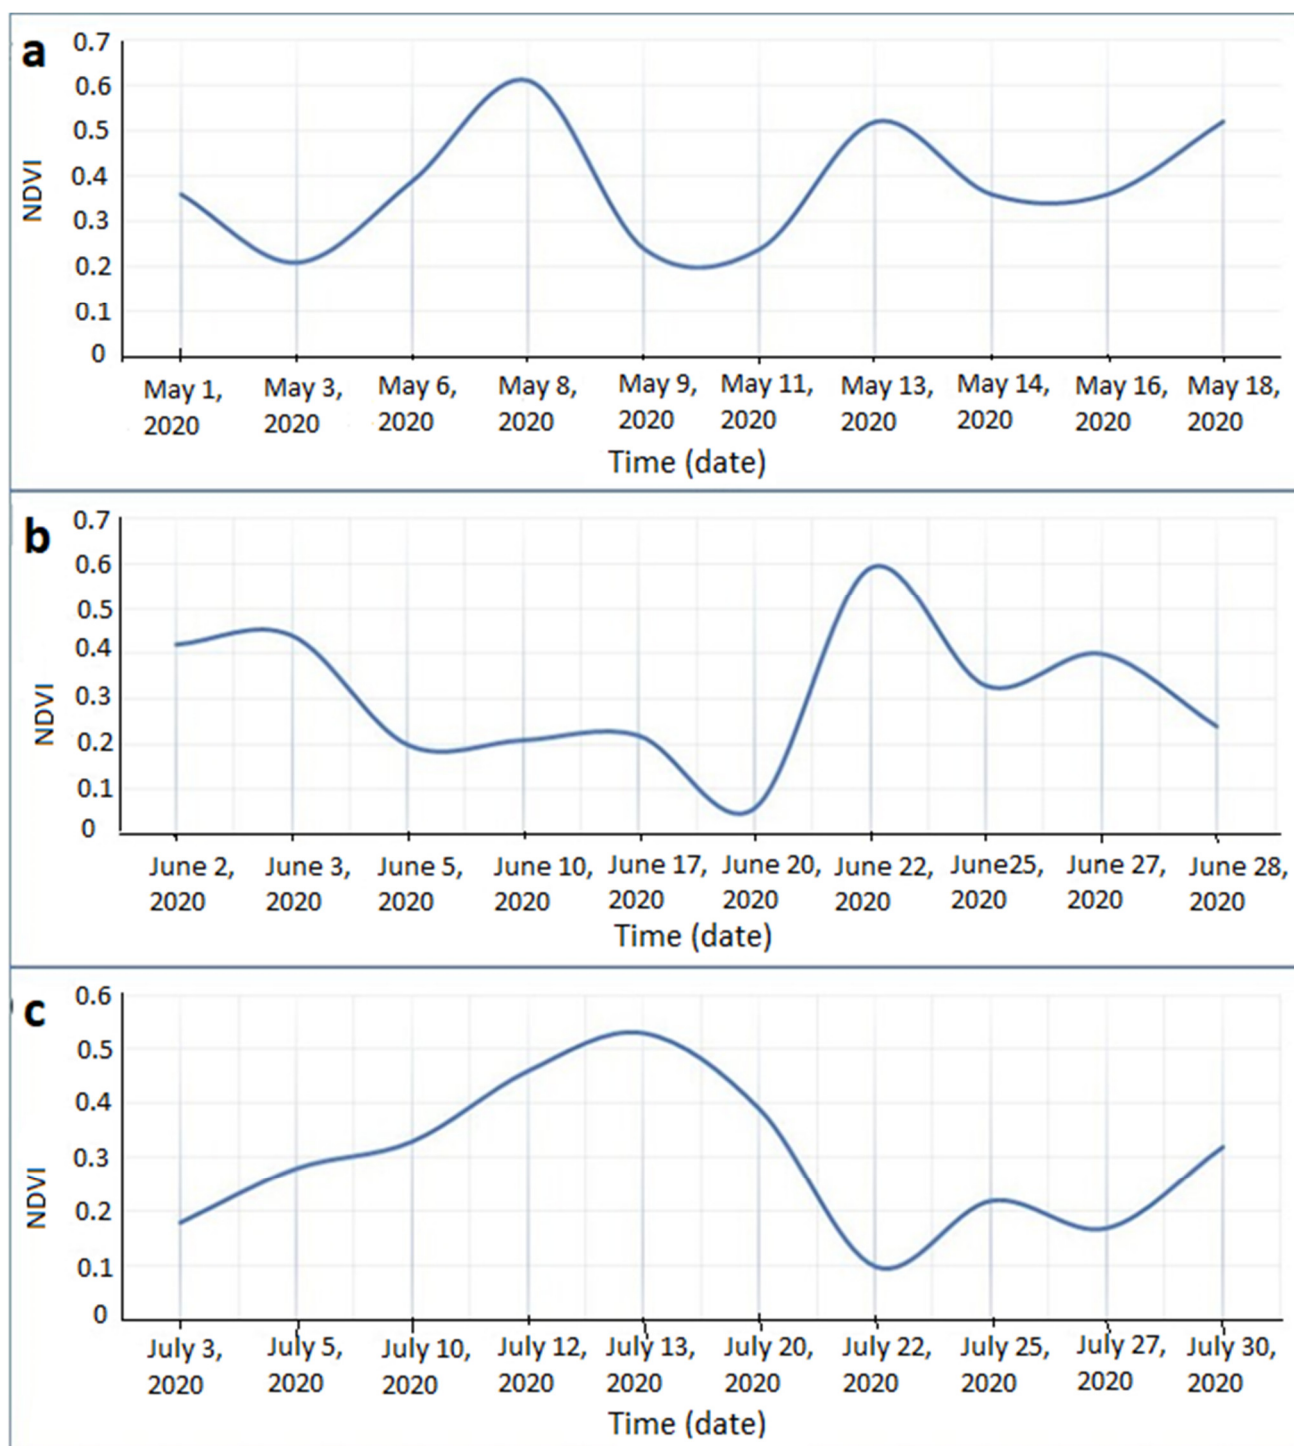 a
0.7
0.6
0.5
0.4
0.3
0.2
0.1
0
NDVI
May 1, May 3, May 6, May 8, May 9, May 11, May 13, May 14, May 16, May 18,
2020 2020 2020 2020 2020 2020 2020 2020 2020 2020
Time (date)
b
0.7
0.6
0.5
0.4
0.3
0.2
0.1
0
NDVI
June 2, June 3, June 5, June 10, June 17, June 20, June 22, June25, June 27, June 28,
2020 2020 2020 2020 2020 2020 2020 2020 2020 2020
Time (date)
c
0.6
0.5
0.4
0.3
0.2
0.1
0
NDVI
July 3, July 5, July 10, July 12, July 13, July 20, July 22, July 25, July 27, July 30,
2020 2020 2020 2020 2020 2020 2020 2020 2020 2020
Time (date)